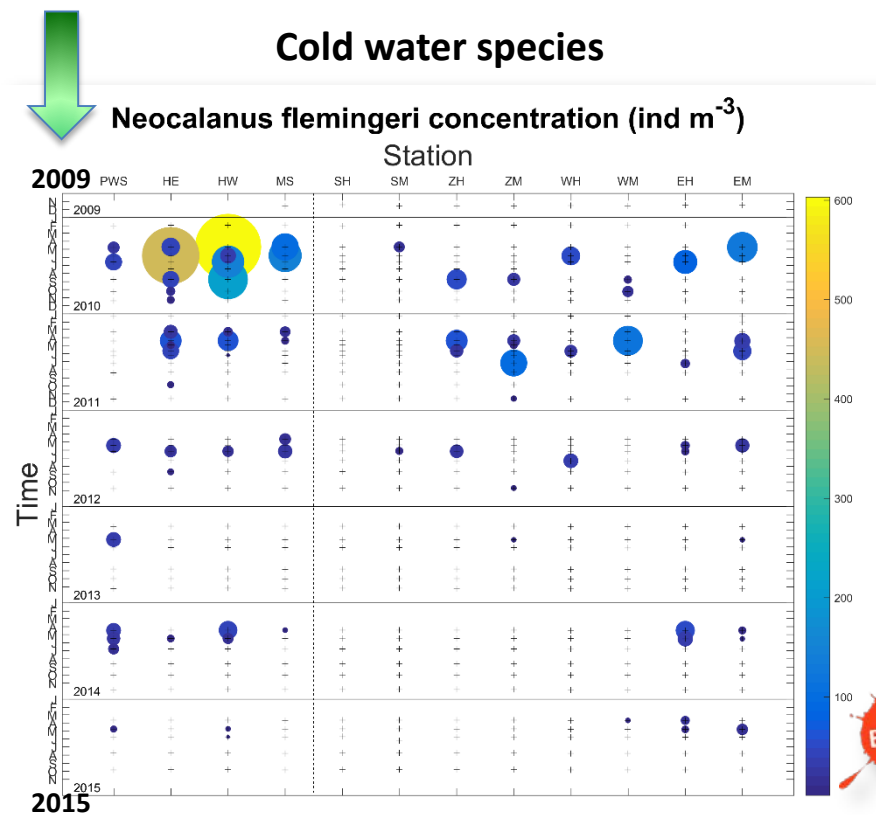 Cold water species
Neocalanus flemingeri concentration (ind m-3)
Station
2009 PWS HE HW MS SH SM ZH ZM WH WM EH EM
N
D
2009
J
F
M
A
M
J
J
A
S
O
N
D
2010
J
F
M
A
M
J
J
A
S
O
N
D
2011
J
F
M
A
M
J
J
A
S
O
N
2012
J
F
M
A
M
J
J
A
S
O
N
2013
J
F
M
A
M
J
J
A
S
O
N
2014
J
F
M
A
M
J
J
A
S
O
N
2015
2015
Time
600
500
400
300
200
100